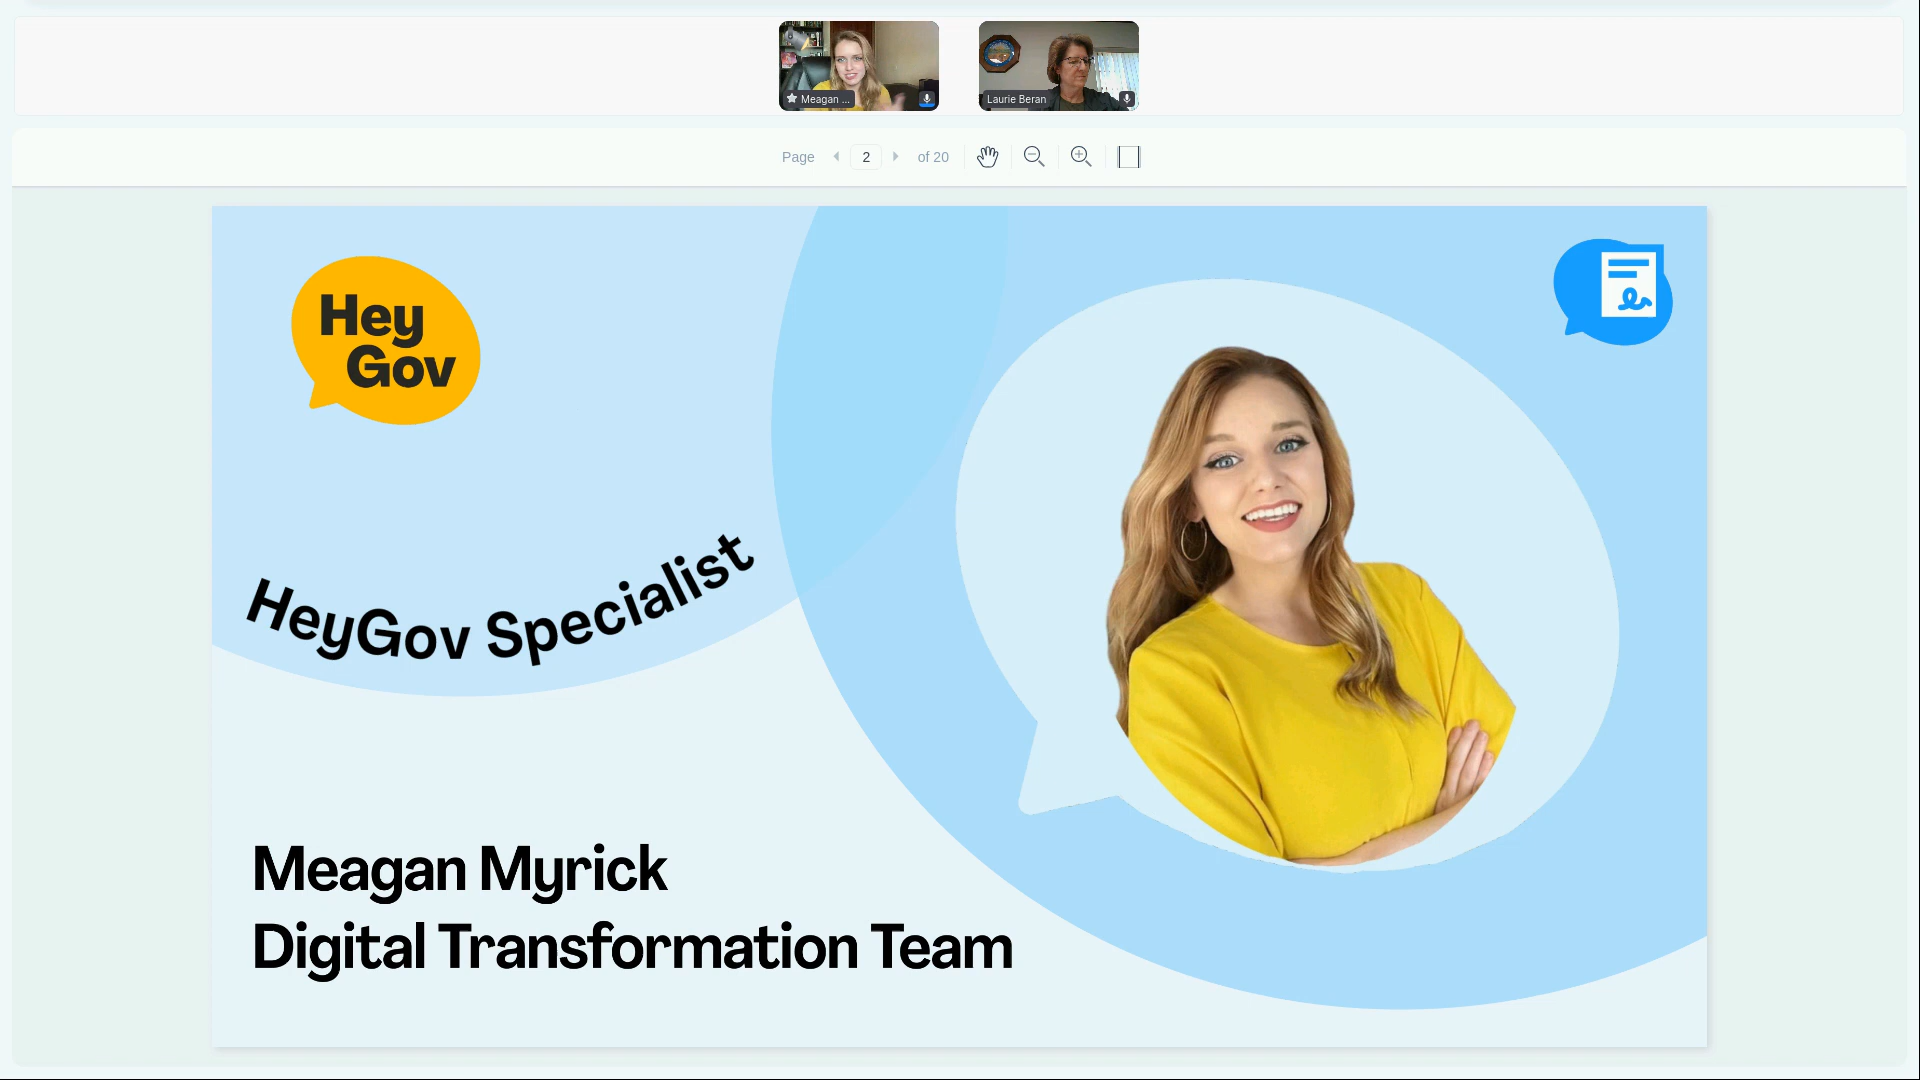 Meagan ...
Laurie Beran
Page 2 of 20
Hey
Gov
HeyGov Specialist
Meagan Myrick
Digital Transformation Team